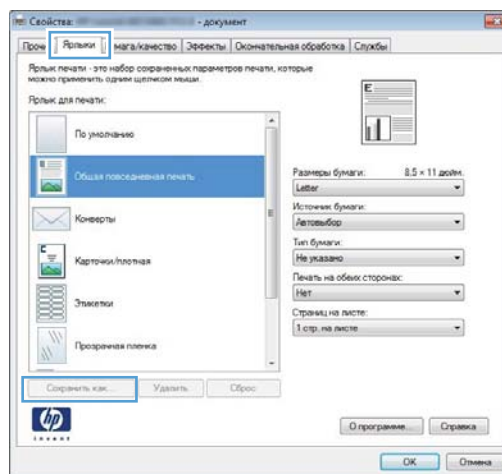 Свойства: - документ
Ярлыки
мага/качество
Эффекты
Окончательная обработка
Службы
Ярлык печати - это набор сохраненных параметров печати, которые
можно применить одним щелчком мыши.
Ярлык для печати:
По умолчанию
Общая повседневная печать
Конверты
Карточки/плотная
Этикетки
Прозрачная пленка
Сохранить как...
Удалить
Сброс
E
Размеры бумаги: 8,5 × 11 дюйм.
Letter
Источник бумаги:
Автовыбор
Тип бумаги:
Не указано
Печать на обеих сторонах:
Нет
Страниц на листе:
1 стр. на листе
hp
invent
О программе...
Справка
OK
Отмена